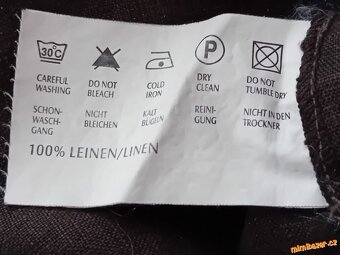 30°C P
CAREFUL WASHING DO NOT BLEACH COLD IRON DRY CLEAN DO NOT TUMBLE DRY
SCHON-WASCH-GANG NICHT BLEICHEN KALT BÜGELN REINI-GUNG NICHT IN DEN TROCKNER
100% LEINEN/LINEN
mimibazar.cz